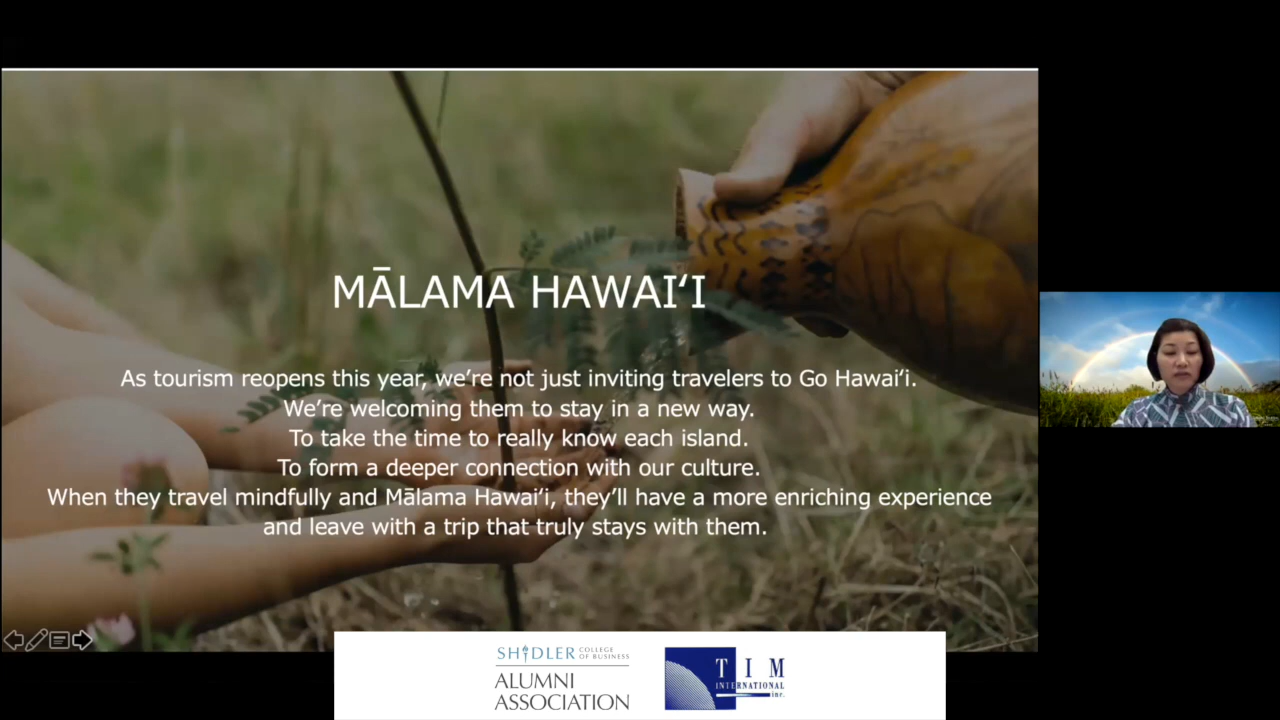 MĀLAMA HAWAIʻI
As tourism reopens this year, we’re not just inviting travelers to Go Hawaiʻi.
We’re welcoming them to stay in a new way.
To take the time to really know each island.
To form a deeper connection with our culture.
When they travel mindfully and Mālama Hawaiʻi, they’ll have a more enriching experience
and leave with a trip that truly stays with them.
SHIDLER COLLEGE
OF BUSINESS
ALUMNI
ASSOCIATION
TIM
INTERNATIONAL
inc.